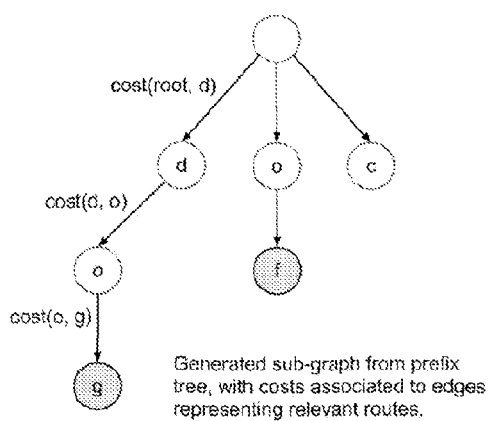 cost(root, d)
d
o
c
cost(d, o)
o
f
cost(o, g)
g
Generated sub-graph from prefix
tree, with costs associated to edges
representing relevant routes.